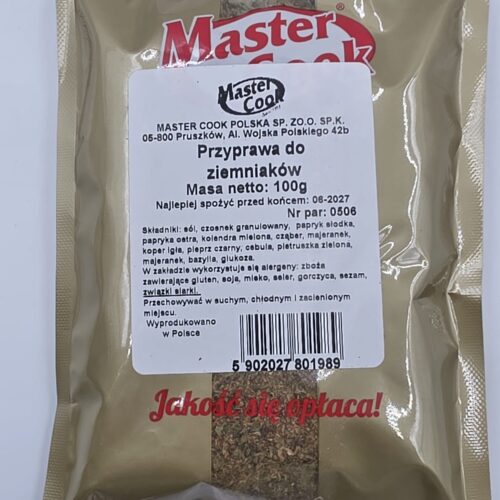 Master
Cook
®
Master
Cook
MASTER COOK POLSKA SP. ZO.O. SP.K.
05-800 Pruszków, Al. Wojska Polskiego 42b
Przyprawa do
ziemniaków
Masa netto: 100g
Najlepiej spożyć przed końcem: 06-2027
Nr par: 0506
Składniki: sól, czosnek granulowany, papryk słodka,
papryka ostra, kolendra mielona, cząber, majeranek,
koper igła, pieprz czarny, cebula, pietruszka zielona,
majeranek, bazylia, glukoza.
W zakładzie wykorzystuje się alergeny: zboża
zawierające gluten, soja, mleko, seler, gorczyca, sezam,
związki siarki.
Przechowywać w suchym, chłodnym i zacienionym
miejscu.
Wyprodukowano
w Polsce
5 902027 801989
Jakość się opłaca!